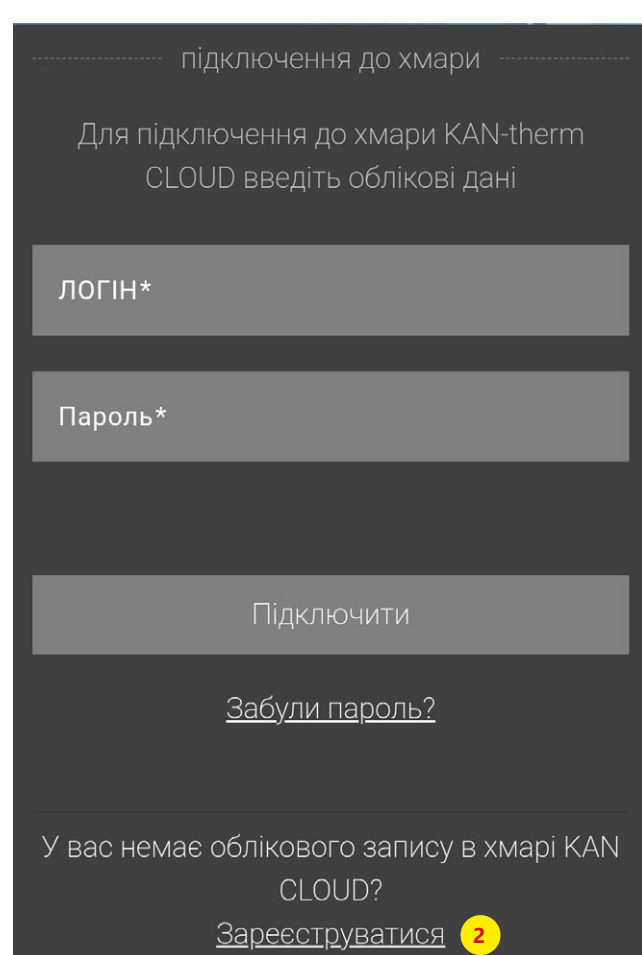 підключення до хмари
Для підключення до хмари KAN-therm
CLOUD введіть облікові дані
ЛОГІН*
Пароль*
Підключити
Забули пароль?
У вас немає облікового запису в хмарі KAN
CLOUD?
Зареєструватися 2